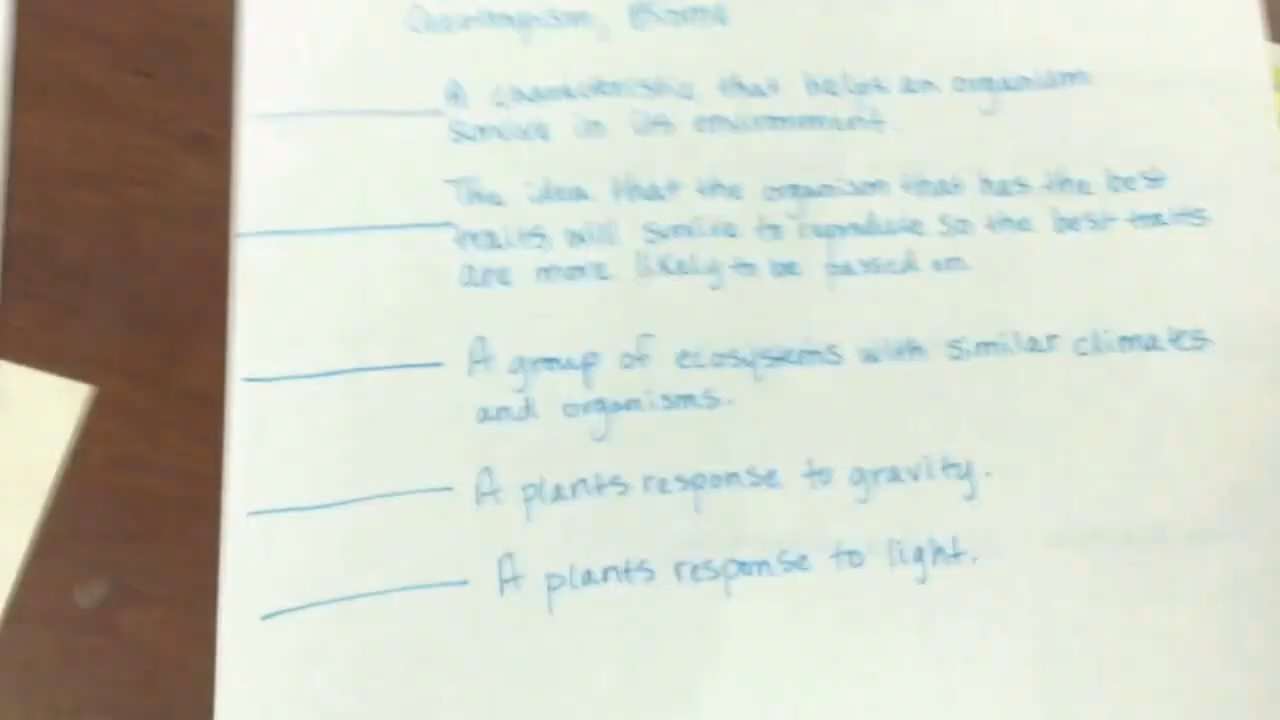 Gravitropism, Biome
A characteristic that helps an organism
survive in its environment.
The idea that the organism that has the best
traits will survive to reproduce so the best traits
are more likely to be passed on
A group of ecosystems with similar climates
and organisms.
A plants response to gravity.
A plants response to light.